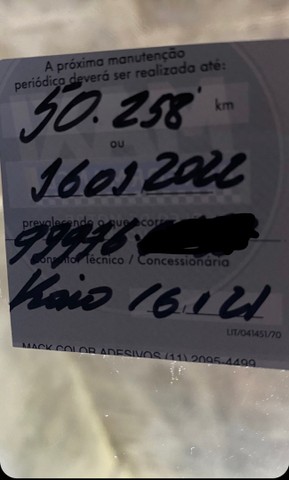 A próxima manutenção
periódica deverá ser realizada até:
50.258 km
ou
16 01 2022
prevalecendo o que ocorrer
99976
Consultor Técnico / Concessionária
Kaio 16, 1 21
LIT/041451/70
MACK COLOR ADESIVOS (11) 2095-4499